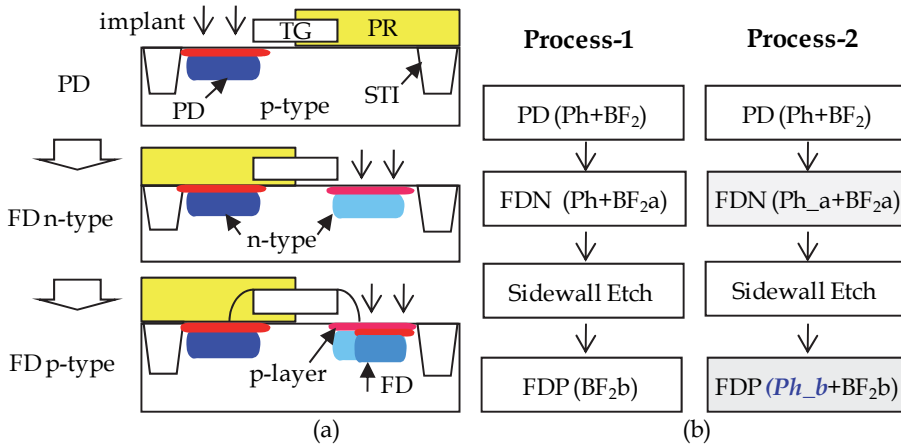 implant
TG
PR
PD
PD
STI
p-type
FD n-type
n-type
FD p-type
p-layer
FD
(a)
Process-1
Process-2
PD (Ph+BF₂)
PD (Ph+BF₂)
FDN (Ph+BF₂a)
FDN (Ph_a+BF₂a)
Sidewall Etch
Sidewall Etch
FDP (BF₂b)
FDP (Ph_b+BF₂b)
(b)